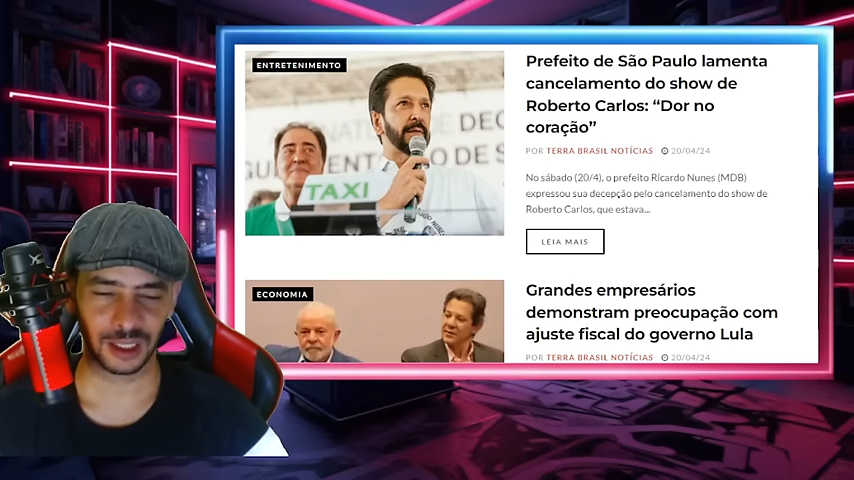 ENTRETENIMENTO
TAXI
Prefeito de São Paulo lamenta
cancelamento do show de
Roberto Carlos: “Dor no
coração”
POR TERRA BRASIL NOTÍCIAS 20/04/24
No sábado (20/4), o prefeito Ricardo Nunes (MDB)
expressou sua decepção pelo cancelamento do show de
Roberto Carlos, que estava...
LEIA MAIS
ECONOMIA
Grandes empresários
demonstram preocupação com
ajuste fiscal do governo Lula
POR TERRA BRASIL NOTÍCIAS 20/04/24